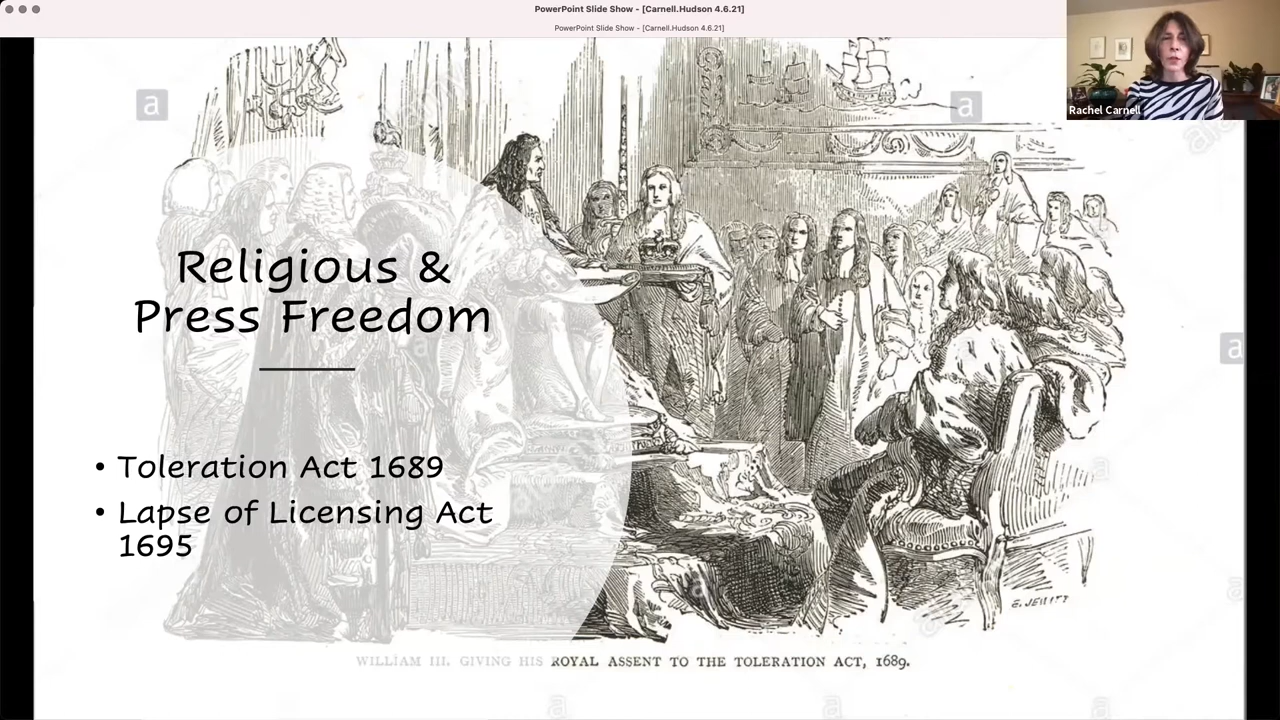 PowerPoint Slide Show - [Carnell.Hudson 4.6.21]
PowerPoint Slide Show - [Carnell.Hudson 4.6.21]
Rachel Carnell
a
a
Religious &
Press Freedom
a
a
• Toleration Act 1689
• Lapse of Licensing Act
1695
E. JEWITT
WILLIAM III. GIVING HIS ROYAL ASSENT TO THE TOLERATION ACT, 1689.